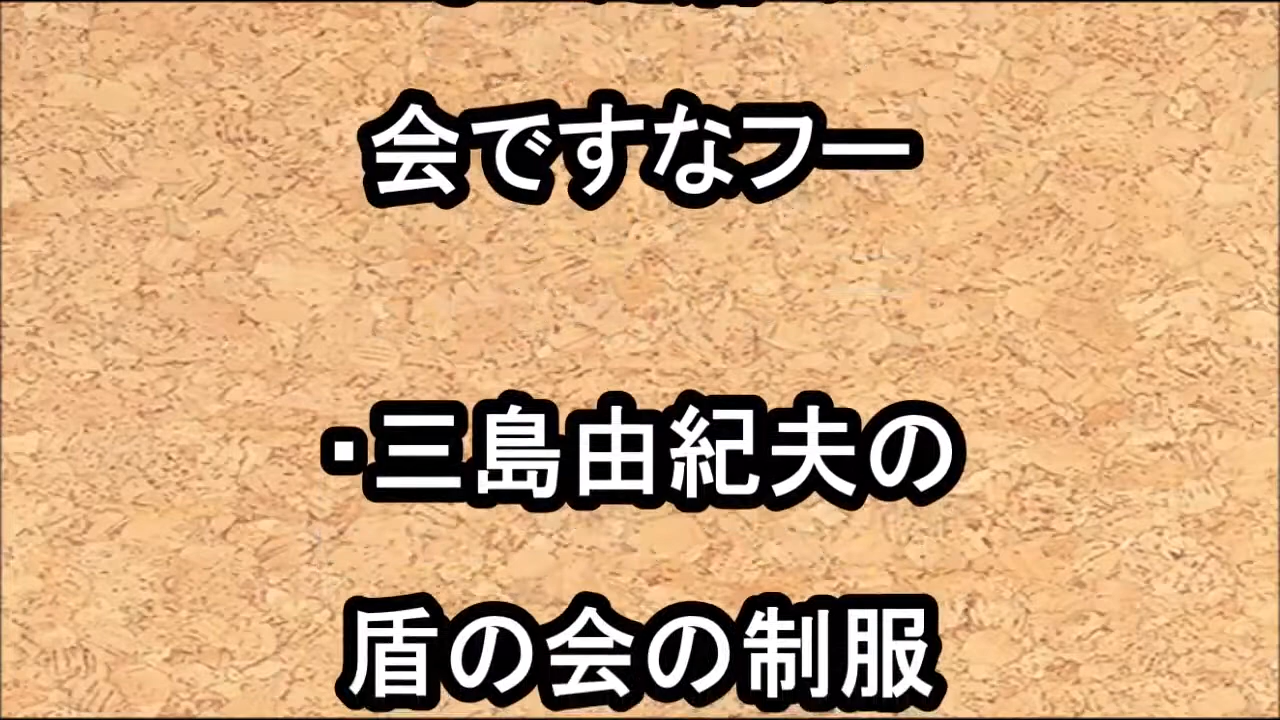 会ですなフー
・三島由紀夫の
盾の会の制服